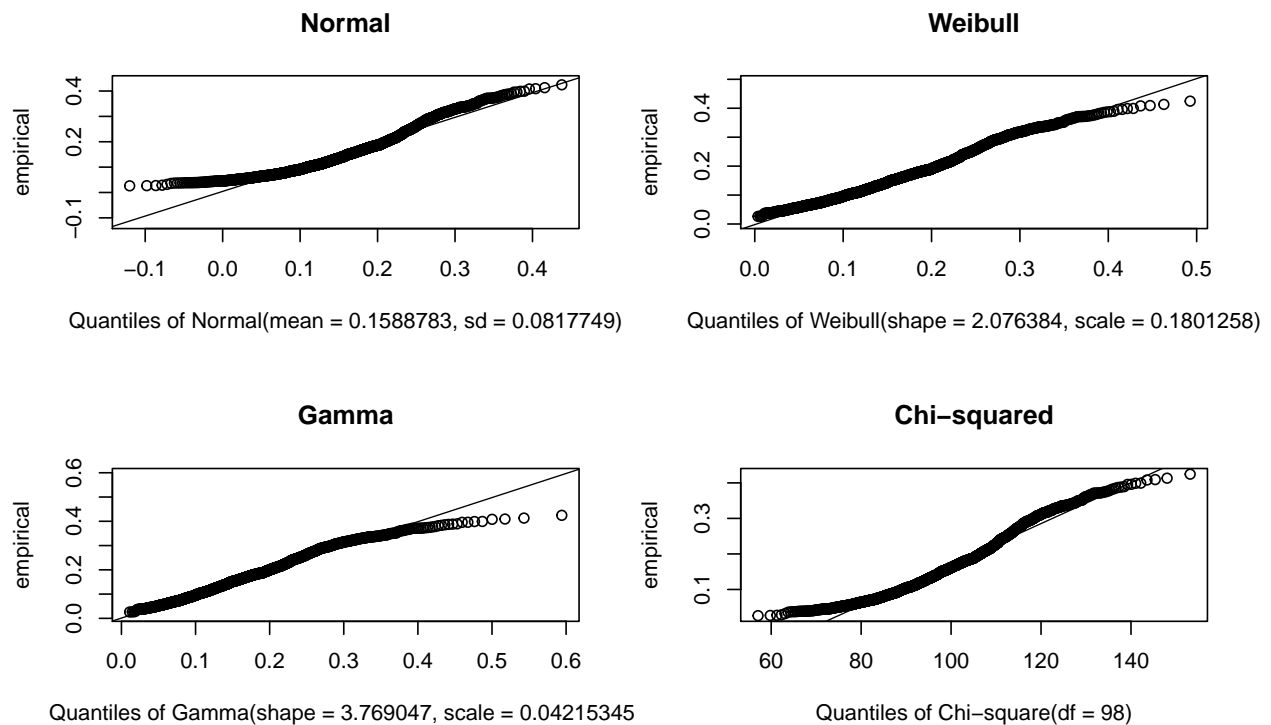 Normal
empirical
0.4
0.2
−0.1
−0.1 0.0 0.1 0.2 0.3 0.4
Quantiles of Normal(mean = 0.1588783, sd = 0.0817749)
Weibull
empirical
0.4
0.2
0.0
0.0 0.1 0.2 0.3 0.4 0.5
Quantiles of Weibull(shape = 2.076384, scale = 0.1801258)
Gamma
empirical
0.6
0.4
0.2
0.0
0.0 0.1 0.2 0.3 0.4 0.5 0.6
Quantiles of Gamma(shape = 3.769047, scale = 0.04215345
Chi−squared
empirical
0.3
0.1
60 80 100 120 140
Quantiles of Chi−square(df = 98)